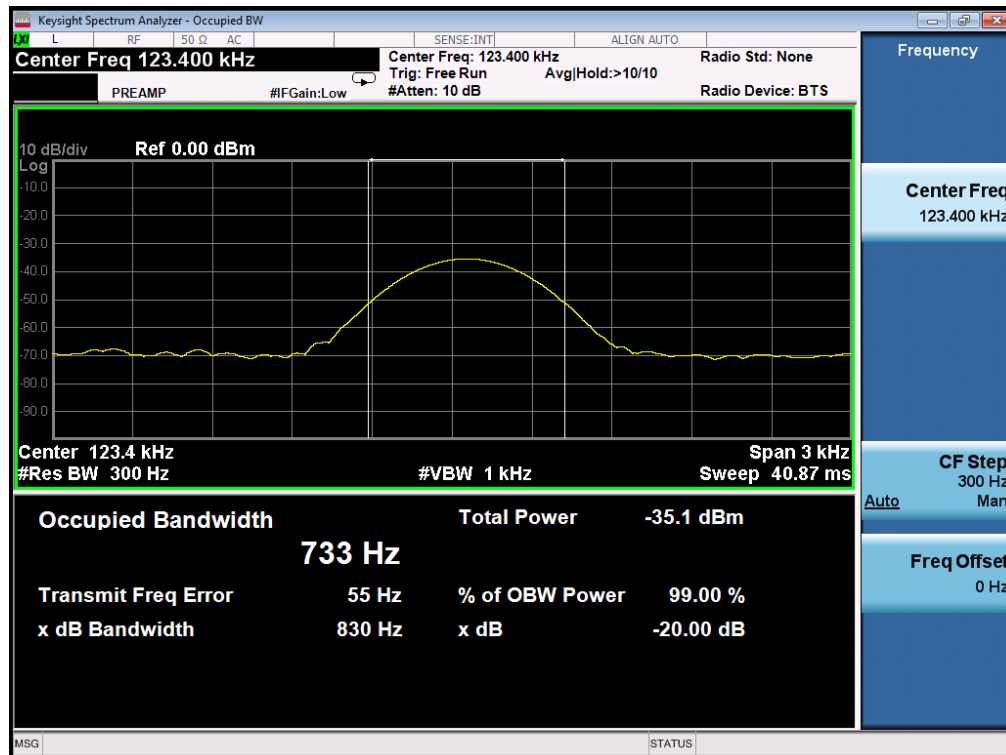 Keysight Spectrum Analyzer - Occupied BW
LXI L RF 50 Ω AC SENSE:INT ALIGN AUTO
Center Freq 123.400 kHz
PREAMP #IFGain:Low
Center Freq: 123.400 kHz Radio Std: None
Trig: Free Run Avg|Hold:>10/10
#Atten: 10 dB Radio Device: BTS
10 dB/div Ref 0.00 dBm
Log
-10.0
-20.0
-30.0
-40.0
-50.0
-60.0
-70.0
-80.0
-90.0
Center 123.4 kHz Span 3 kHz
#Res BW 300 Hz #VBW 1 kHz Sweep 40.87 ms
Occupied Bandwidth Total Power -35.1 dBm
733 Hz
Transmit Freq Error 55 Hz % of OBW Power 99.00 %
x dB Bandwidth 830 Hz x dB -20.00 dB
MSG STATUS
Frequency
Center Freq
123.400 kHz
CF Step
300 Hz
Auto Man
Freq Offset
0 Hz